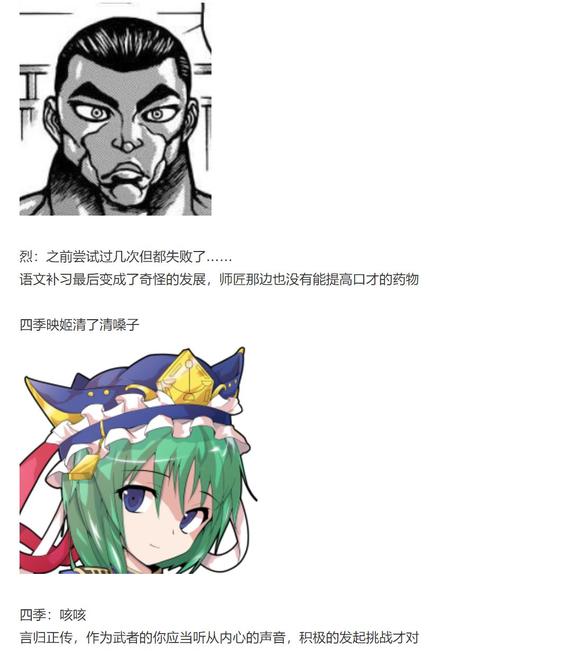 烈：之前尝试过几次但都失败了……
语文补习最后变成了奇怪的发展，师匠那边也没有能提高口才的药物
四季映姬清了清嗓子
四季：咳咳
言归正传，作为武者的你应当听从内心的声音，积极的发起挑战才对